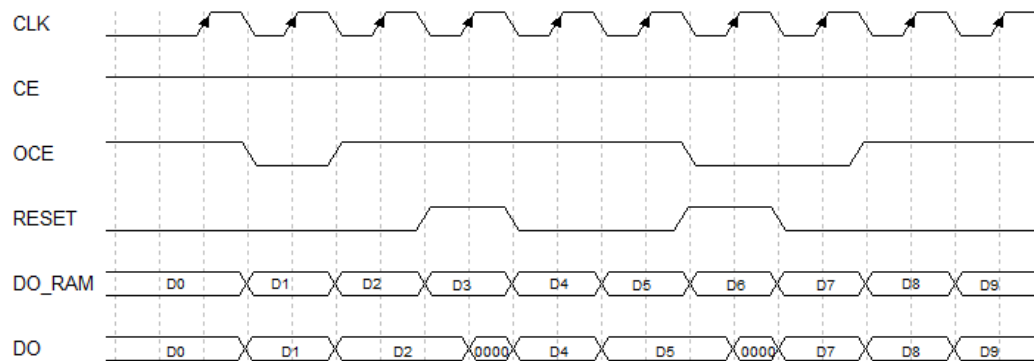 CLK
CE
OCE
RESET
DO_RAM D0 D1 D2 D3 D4 D5 D6 D7 D8 D9
DO D0 D1 D2 0000 D4 D5 0000 D7 D8 D9